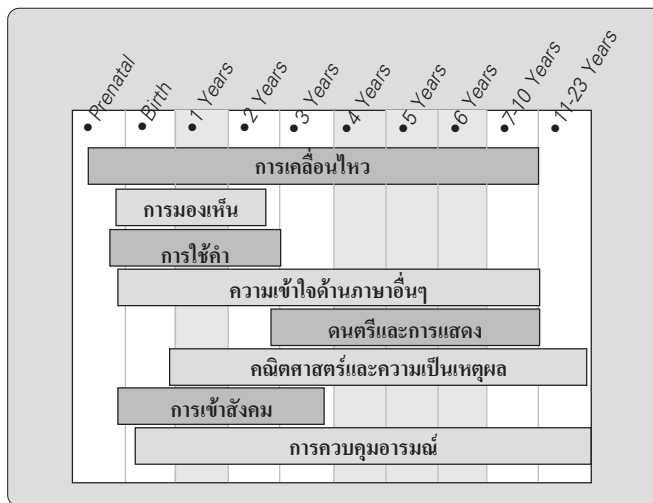 Prenatal
Birth
1 Years
2 Years
3 Years
4 Years
5 Years
6 Years
7-10 Years
11-23 Years
การเคลื่อนไหว
การมองเห็น
การใช้คำ
ความเข้าใจด้านภาษาอื่นๆ
ดนตรีและการแสดง
คณิตศาสตร์และความเป็นเหตุผล
การเข้าสังคม
การควบคุมอารมณ์